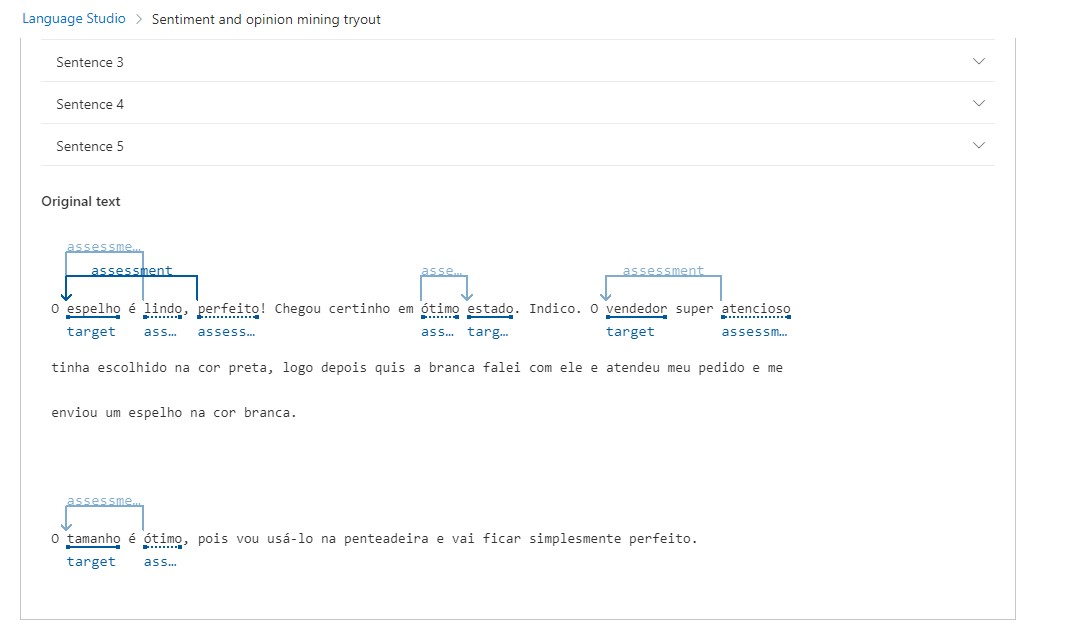 Language Studio > Sentiment and opinion mining tryout
Sentence 3
Sentence 4
Sentence 5
Original text
assessme…
assessment asse… assessment
O espelho é lindo, perfeito! Chegou certinho em ótimo estado. Indico. O vendedor super atencioso
target ass… assess… ass… targ… target assessm…
tinha escolhido na cor preta, logo depois quis a branca falei com ele e atendeu meu pedido e me
enviou um espelho na cor branca.
assessme…
O tamanho é ótimo, pois vou usá-lo na penteadeira e vai ficar simplesmente perfeito.
target ass…